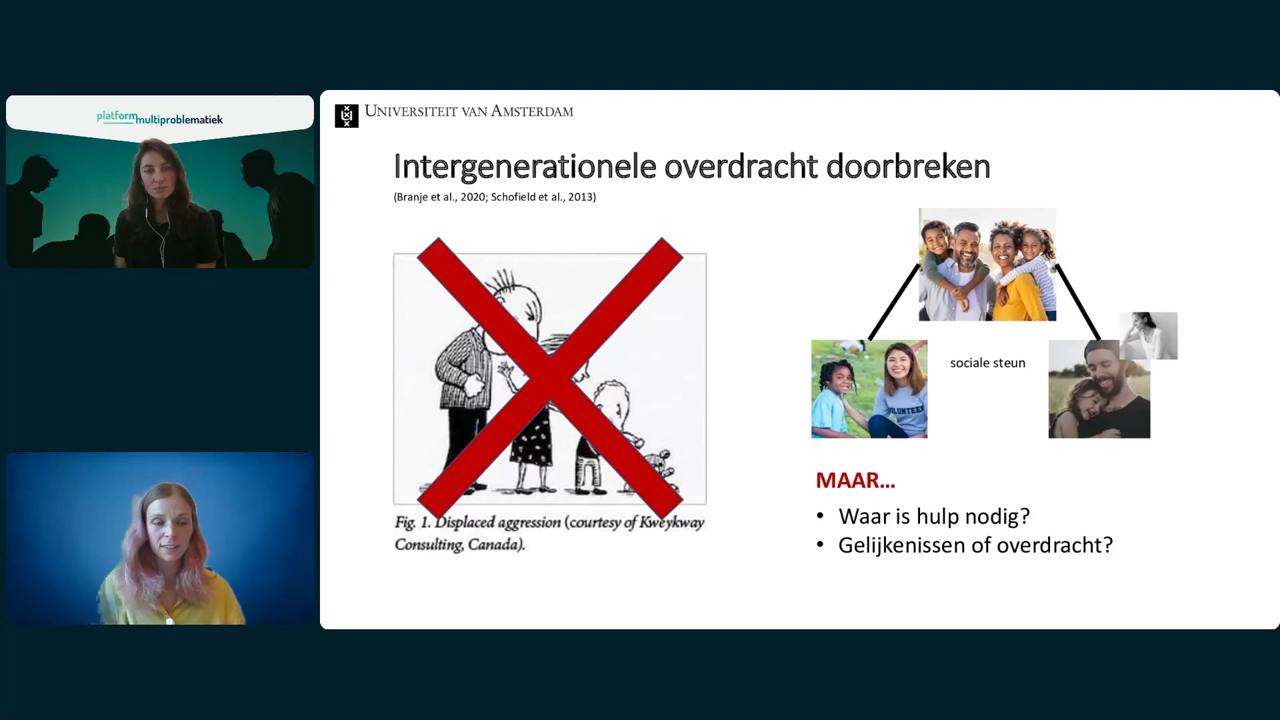 platform
multiproblematiek
UNIVERSITEIT VAN AMSTERDAM
Intergenerationele overdracht doorbreken
(Branje et al., 2020; Schofield et al., 2013)
sociale steun
VOLUNTEER
Fig. 1. Displaced aggression (courtesy of Kweykway
Consulting, Canada).
MAAR...
• Waar is hulp nodig?
• Gelijkenissen of overdracht?